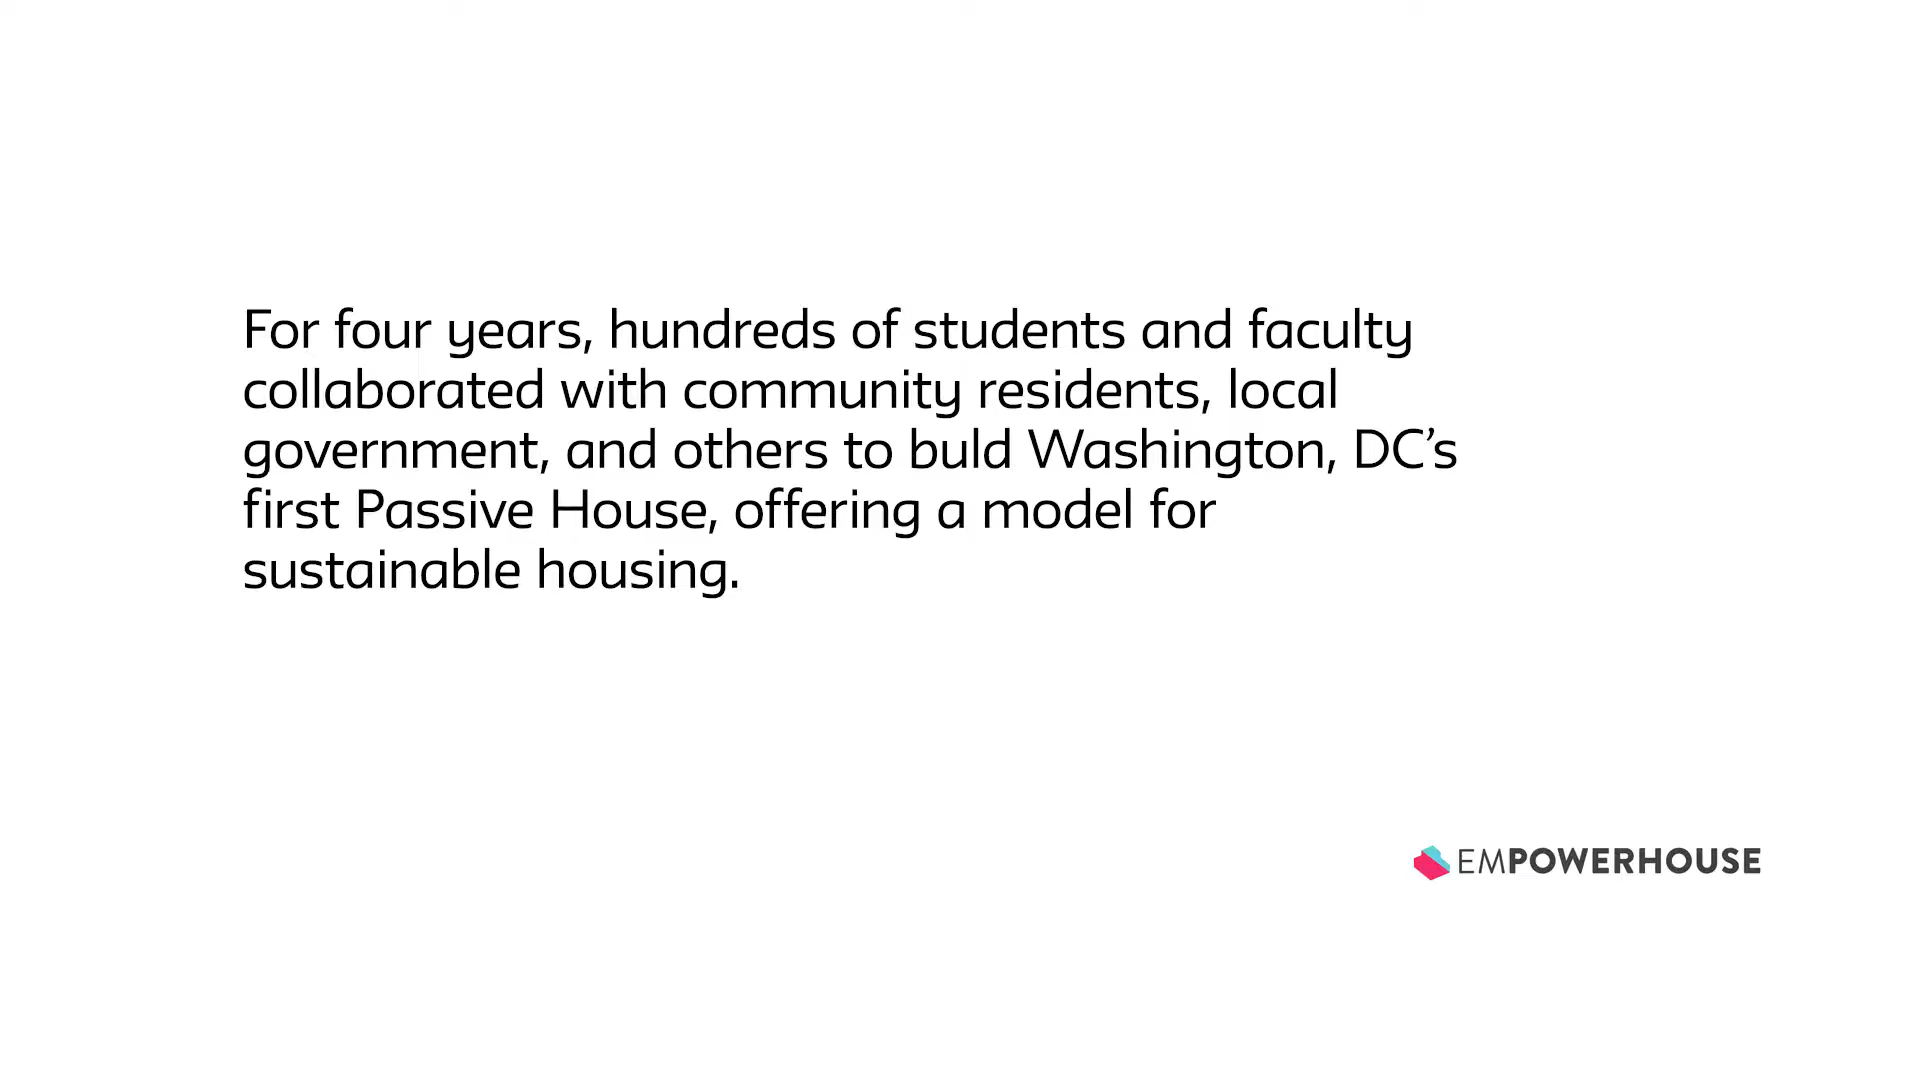 For four years, hundreds of students and faculty
collaborated with community residents, local
government, and others to buld Washington, DC’s
first Passive House, offering a model for
sustainable housing.
EMPOWERHOUSE